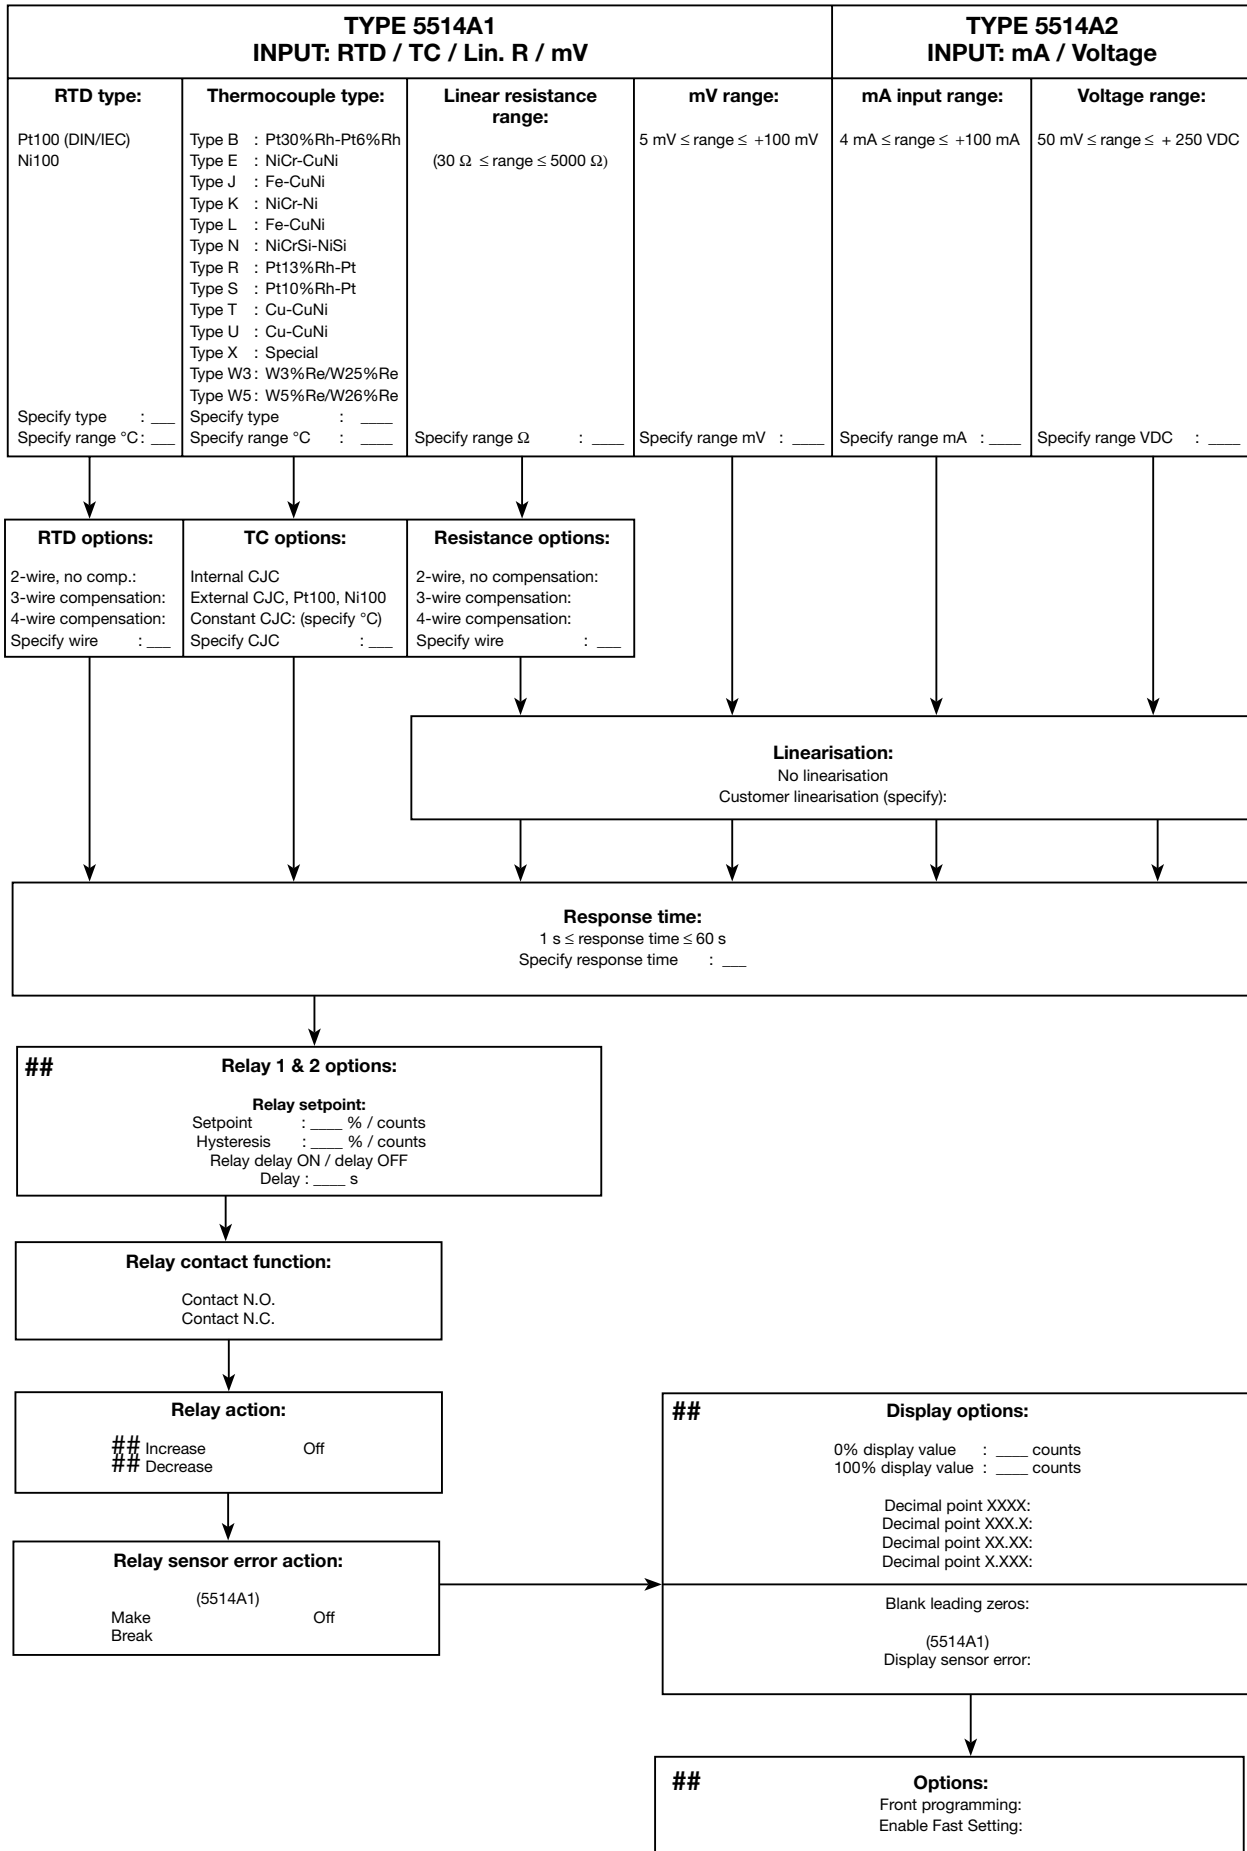 TYPE 5514A1
INPUT: RTD / TC / Lin. R / mV
TYPE 5514A2
INPUT: mA / Voltage
RTD type:
Pt100 (DIN/IEC)
Ni100
Specify type : ___
Specify range °C : ___
Thermocouple type:
Type B : Pt30%Rh-Pt6%Rh
Type E : NiCr-CuNi
Type J : Fe-CuNi
Type K : NiCr-Ni
Type L : Fe-CuNi
Type N : NiCrSi-NiSi
Type R : Pt13%Rh-Pt
Type S : Pt10%Rh-Pt
Type T : Cu-CuNi
Type U : Cu-CuNi
Type X : Special
Type W3 : W3%Re/W25%Re
Type W5 : W5%Re/W26%Re
Specify type : ____
Specify range °C : ____
Linear resistance
range:
(30 Ω ≤ range ≤ 5000 Ω)
Specify range Ω : ____
mV range:
5 mV ≤ range ≤ +100 mV
Specify range mV : ____
mA input range:
4 mA ≤ range ≤ +100 mA
Specify range mA : ____
Voltage range:
50 mV ≤ range ≤ + 250 VDC
Specify range VDC : ____
RTD options:
2-wire, no comp.:
3-wire compensation:
4-wire compensation:
Specify wire : ___
TC options:
Internal CJC
External CJC, Pt100, Ni100
Constant CJC: (specify °C)
Specify CJC : ___
Resistance options:
2-wire, no compensation:
3-wire compensation:
4-wire compensation:
Specify wire : ___
Linearisation:
No linearisation
Customer linearisation (specify):
Response time:
1 s ≤ response time ≤ 60 s
Specify response time : ___
## Relay 1 & 2 options:
Relay setpoint:
Setpoint : ____ % / counts
Hysteresis : ____ % / counts
Relay delay ON / delay OFF
Delay : ____ s
Relay contact function:
Contact N.O.
Contact N.C.
Relay action:
## Increase Off
## Decrease
Relay sensor error action:
(5514A1)
Make Off
Break
## Display options:
0% display value : ____ counts
100% display value : ____ counts
Decimal point XXXX:
Decimal point XXX.X:
Decimal point XX.XX:
Decimal point X.XXX:
Blank leading zeros:
(5514A1)
Display sensor error:
## Options:
Front programming:
Enable Fast Setting: